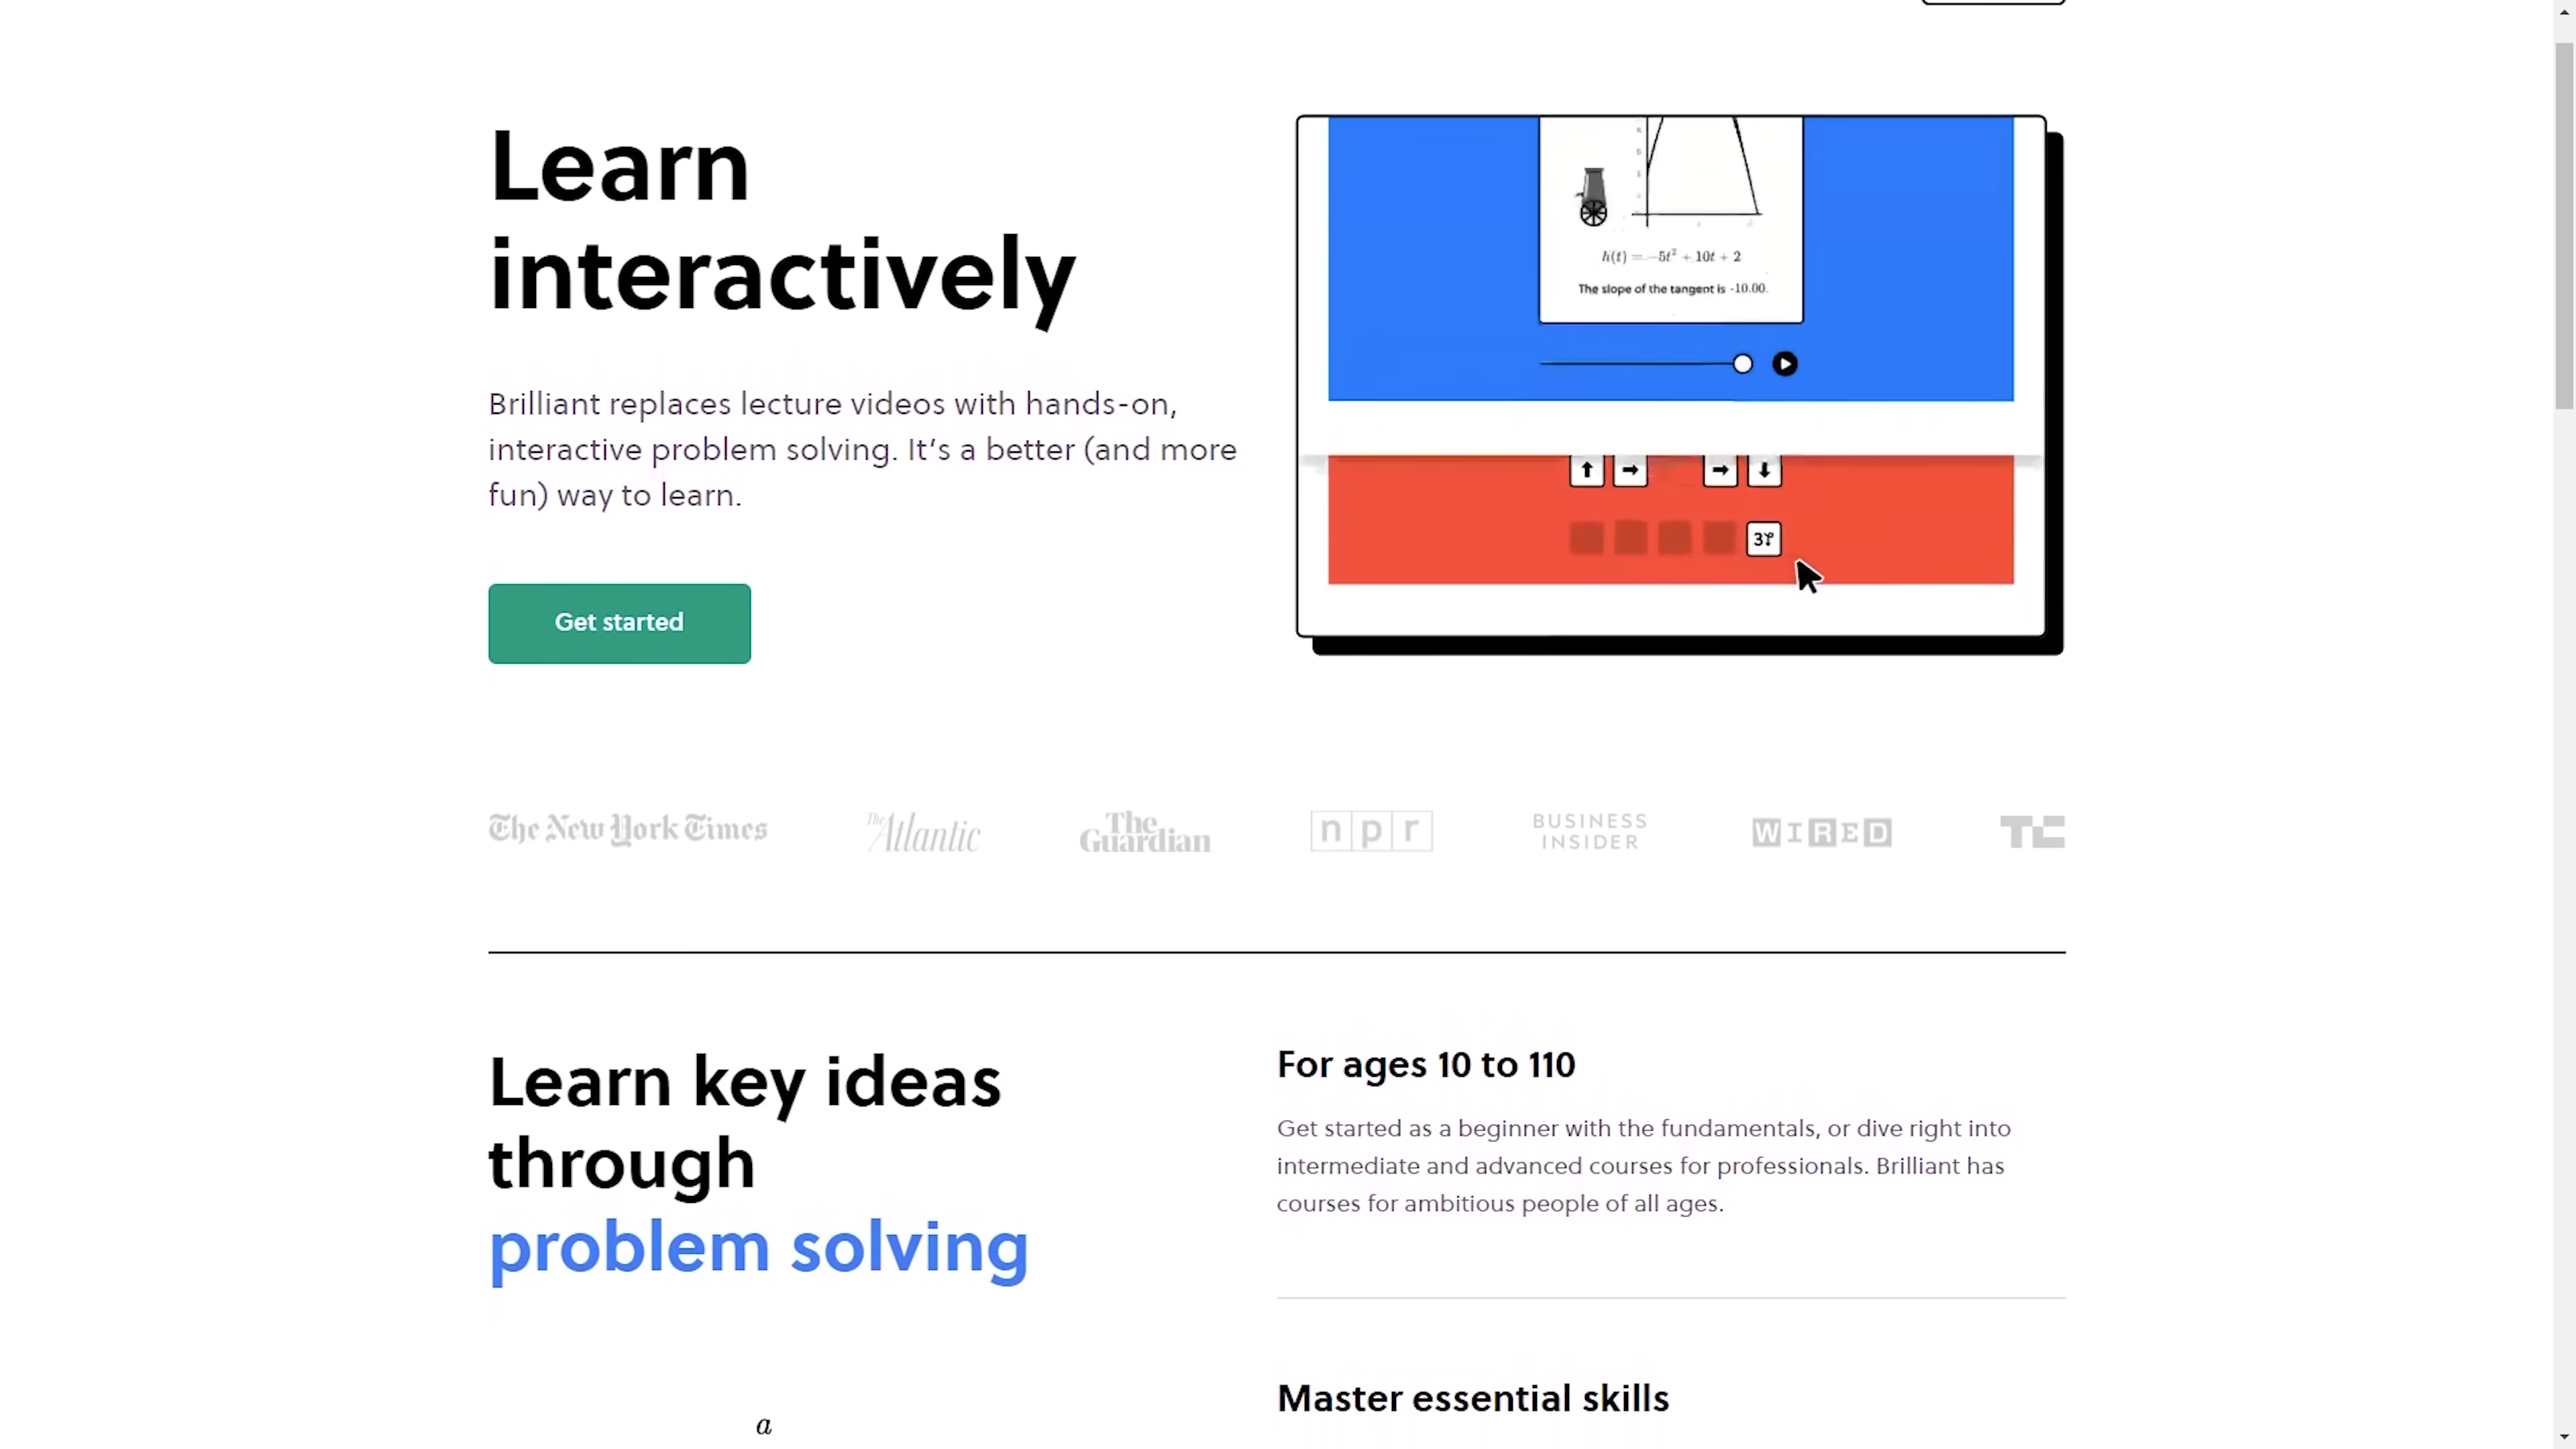 Learn
interactively
Brilliant replaces lecture videos with hands-on,
interactive problem solving. It's a better (and more
fun) way to learn.
Get started
h(t) = -5t² + 10t + 2
The slope of the tangent is -10.00.
The New York Times
The Atlantic
The Guardian
npr
BUSINESS
INSIDER
WIRED
TC
Learn key ideas
through
problem solving
a
For ages 10 to 110
Get started as a beginner with the fundamentals, or dive right into
intermediate and advanced courses for professionals. Brilliant has
courses for ambitious people of all ages.
Master essential skills